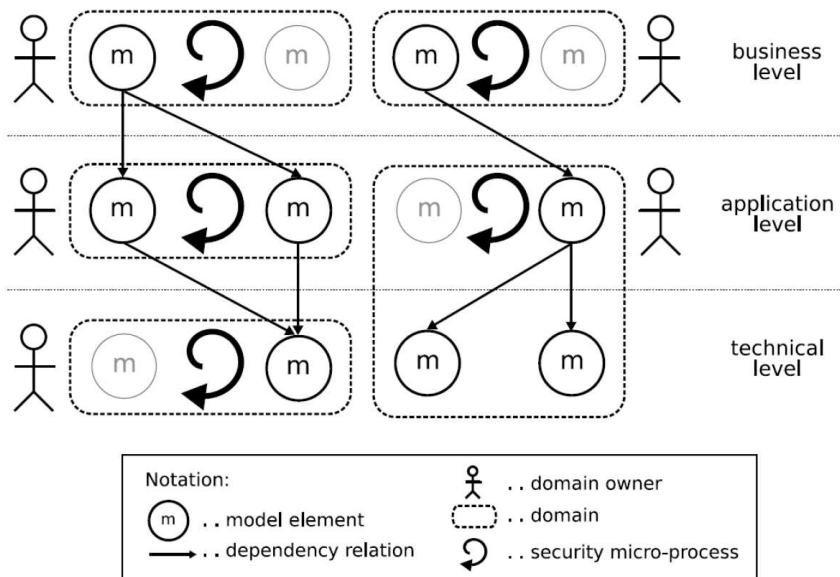 m m m m
business
level
m m m m
application
level
m m m m
technical
level
Notation:
m . . model element
. . dependency relation
. . domain owner
. . domain
. . security micro-process